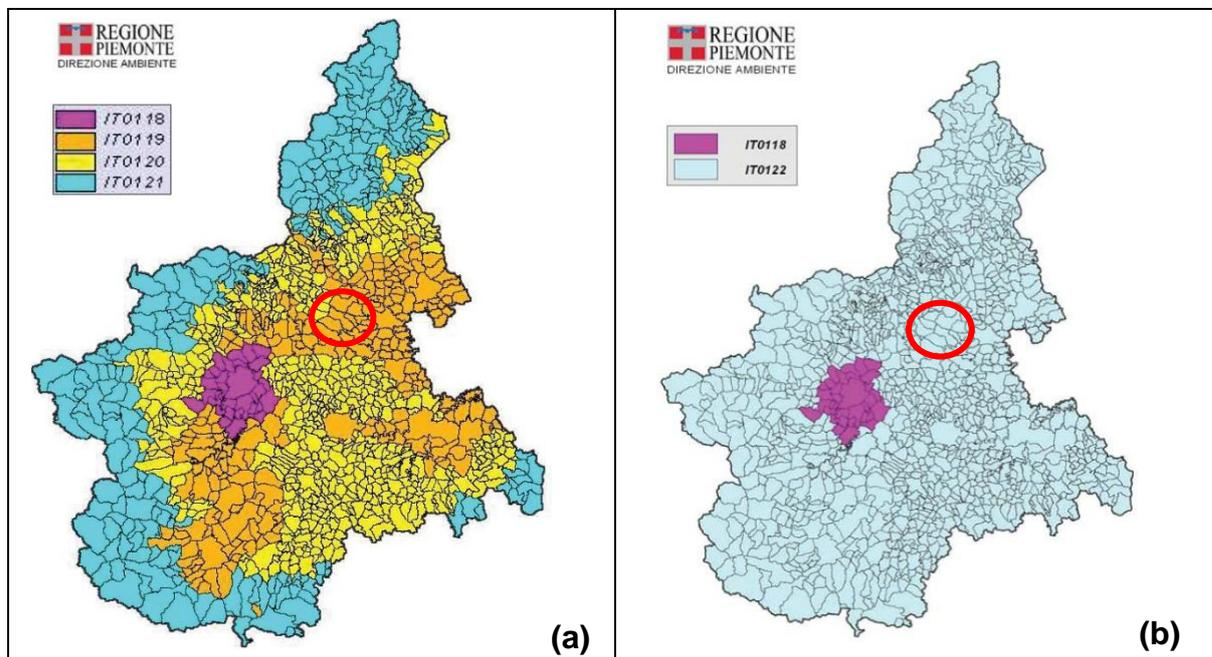 REGIONE
PIEMONTE
DIREZIONE AMBIENTE
IT0118
IT0119
IT0120
IT0121
(a)
REGIONE
PIEMONTE
DIREZIONE AMBIENTE
IT0118
IT0122
(b)